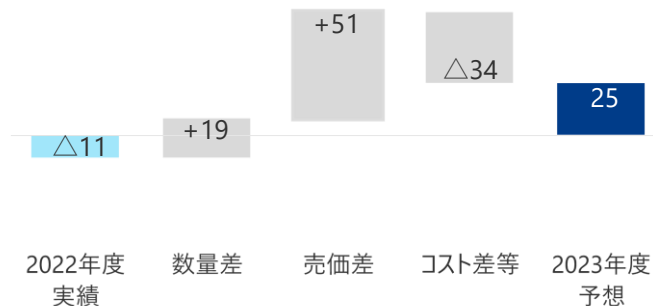 +51
△34
25
+19
△11
2022年度
実績
数量差
売価差
コスト差等
2023年度
予想